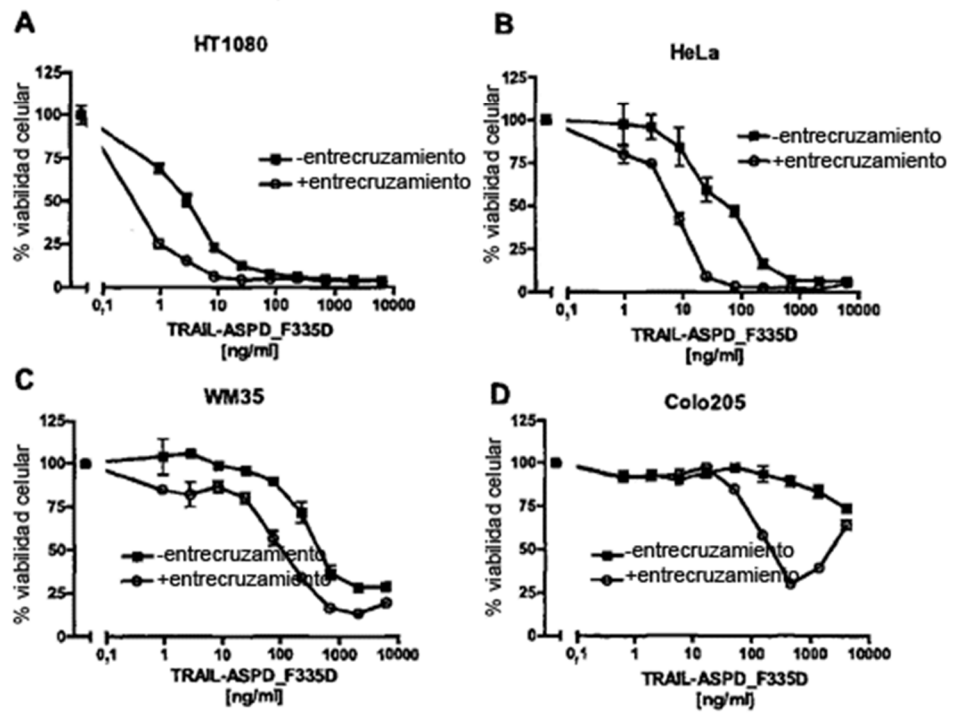 A
HT1080
% viabilidad celular
125
100
75
50
25
0
-entrecruzamiento
+entrecruzamiento
0,1 1 10 100 1000 10000
TRAIL-ASPD_F335D
[ng/ml]
B
HeLa
% viabilidad celular
125
100
75
50
25
0
-entrecruzamiento
+entrecruzamiento
0,1 1 10 100 1000 10000
TRAIL-ASPD_F335D
[ng/ml]
C
WM35
% viabilidad celular
125
100
75
50
25
0
-entrecruzamiento
+entrecruzamiento
0,1 1 10 100 1000 10000
TRAIL-ASPD_F335D
[ng/ml]
D
Colo205
% viabilidad celular
125
100
75
50
25
0
-entrecruzamiento
+entrecruzamiento
0,1 1 10 100 1000 10000
TRAIL-ASPD_F335D
[ng/ml]